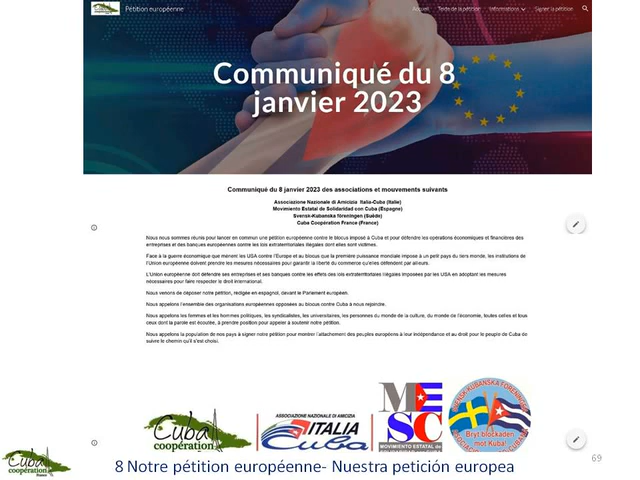 Pétition européenne
Accueil Texte de la pétition Informations Signer la pétition
Communiqué du 8
janvier 2023
Communiqué du 8 janvier 2023 des associations et mouvements suivants
Associazione Nazionale di Amicizia Italia-Cuba (Italie)
Movimiento Estatal de Solidaridad con Cuba (Espagne)
Svensk-Kubanska föreningen (Suède)
Cuba Coopération France (France)
Nous nous sommes réunis pour lancer en commun une pétition européenne contre le blocus imposé à Cuba et pour défendre les opérations économiques et financières des
entreprises et des banques européennes contre les lois extraterritoriales illégales dont elles sont victimes.
Face à la guerre économique que mènent les USA contre l'Europe et au blocus que la première puissance mondiale impose à un petit pays du tiers monde, les institutions de
l'Union européenne doivent prendre les mesures nécessaires pour garantir la liberté du commerce qu'elles défendent par ailleurs.
L'Union européenne doit défendre ses entreprises et ses banques contre les effets des lois extraterritoriales illégales imposées par les USA en adoptant les mesures
nécessaires pour faire respecter le droit international.
Nous venons de déposer notre pétition, rédigée en espagnol, devant le Parlement européen.
Nous appelons l'ensemble des organisations européennes opposées au blocus contre Cuba à nous rejoindre.
Nous appelons les femmes et les hommes politiques, les syndicalistes, les universitaires, les personnes du monde de la culture, du monde de l'économie, toutes celles et tous
ceux dont la parole est écoutée, à prendre position pour appeler à soutenir notre pétition.
Nous appelons la population de nos pays à signer notre pétition pour montrer l'attachement des peuples européens à leur indépendance et au droit pour le peuple de Cuba de
suivre le chemin qu'il s'est choisi.
Cuba
coopération
France
ASSOCIAZIONE NAZIONALE DI AMICIZIA
ITALIA
Cuba
MESC
MOVIMIENTO ESTATAL DE
SVENSK KUBANSKA FÖRENINGEN
Bryt blockaden
mot Kuba!
Cuba
coopération
France
8 Notre pétition européenne- Nuestra petición europea
69